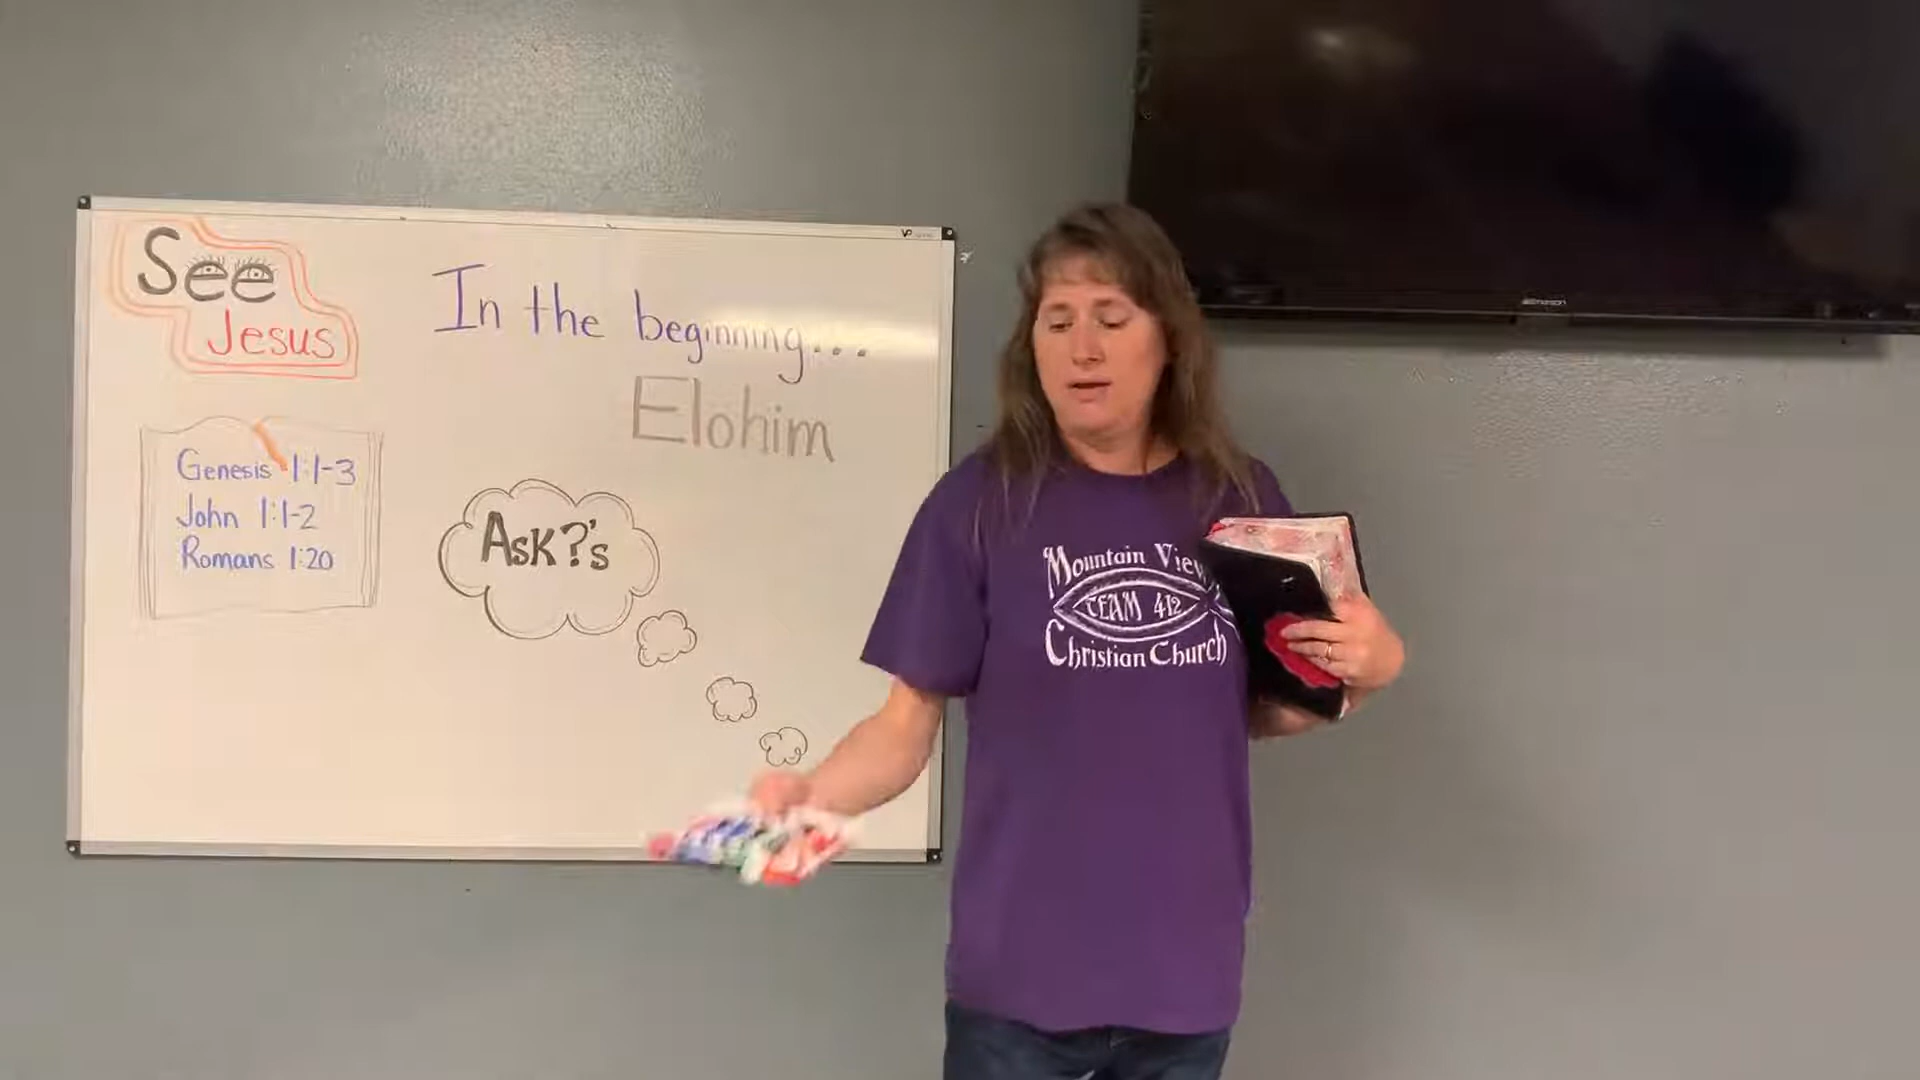 See
Jesus
In the beginning...
Elohim
Genesis 1:1-3
John 1:1-2
Romans 1:20
Ask?'s
Mountain View
TEAM 412
Christian Church
Emerson